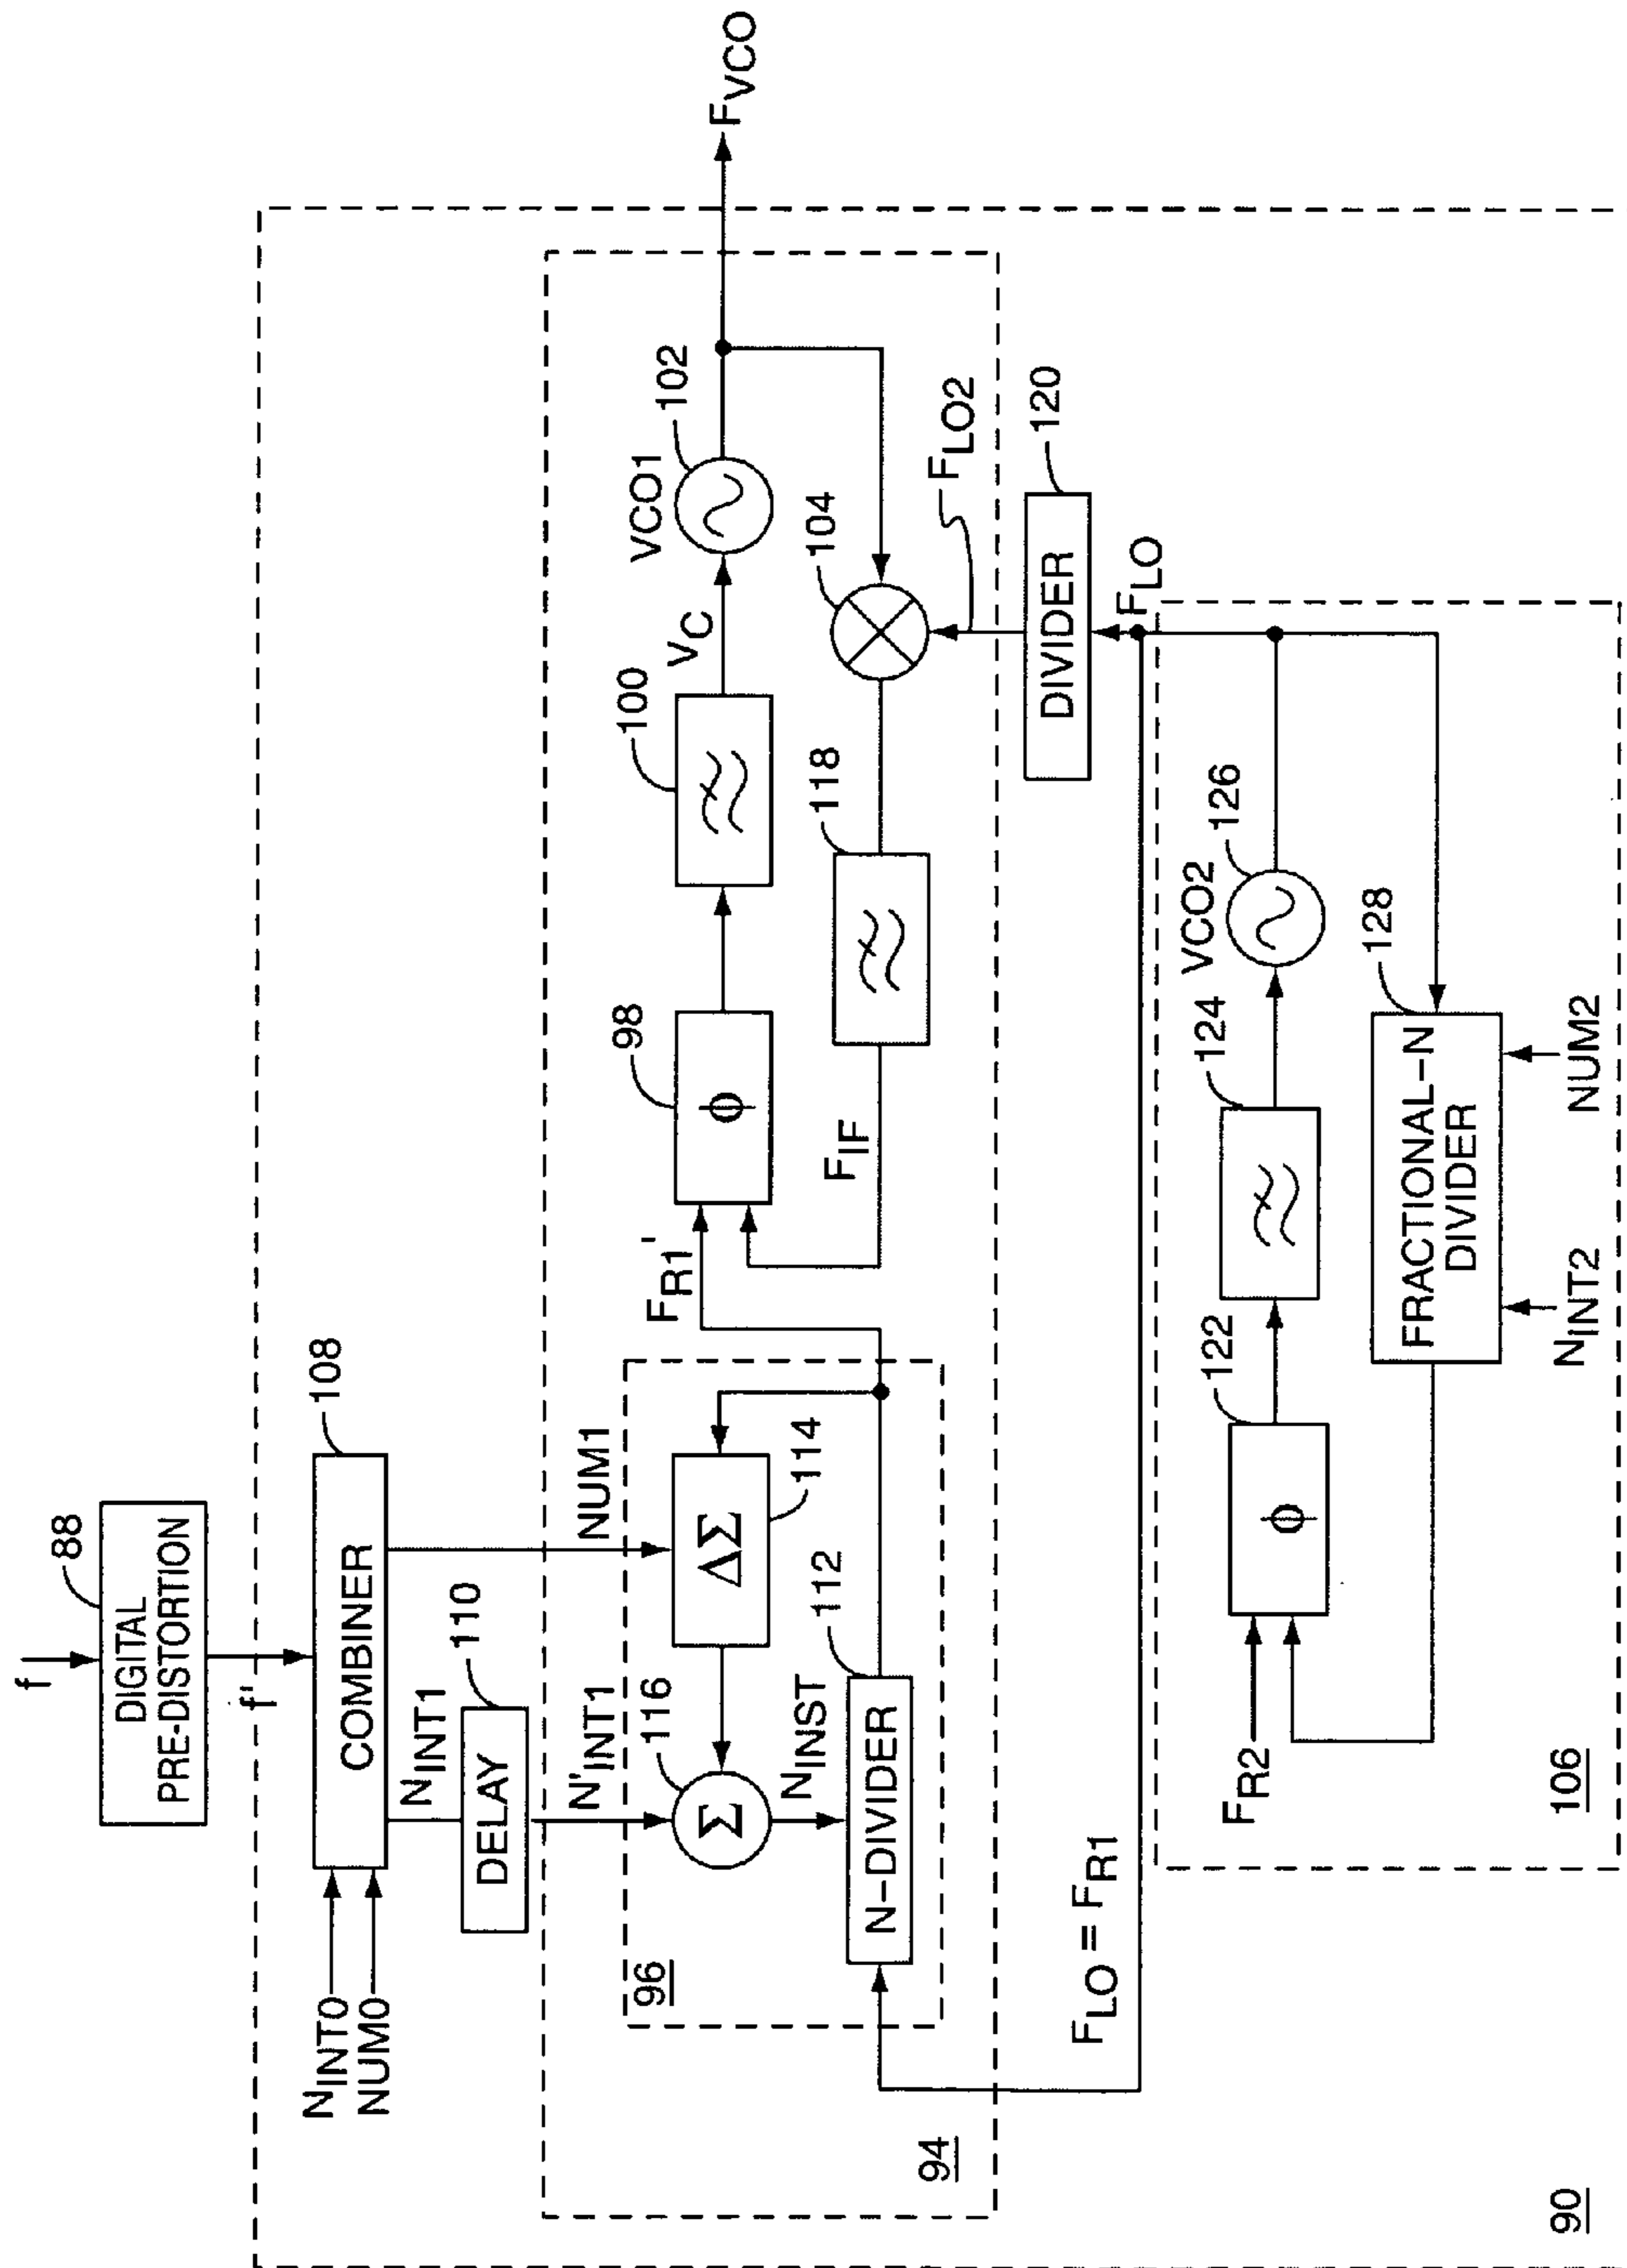 f
88
DIGITAL
PRE-DISTORTION
f'
NINT0
NUM0
COMBINER
108
NINT1
DELAY
110
NUM1
N'INT1
116
Σ
ΔΣ
114
NINST
N-DIVIDER
112
96
FR1'
98
ϕ
100
VC
VCO1
102
FVCO
FIF
118
104
FLO2
94
DIVIDER
120
FLO = FR1
FLO
FR2
122
ϕ
124
VCO2
126
FRACTIONAL-N
DIVIDER
128
NINT2
NUM2
106
90